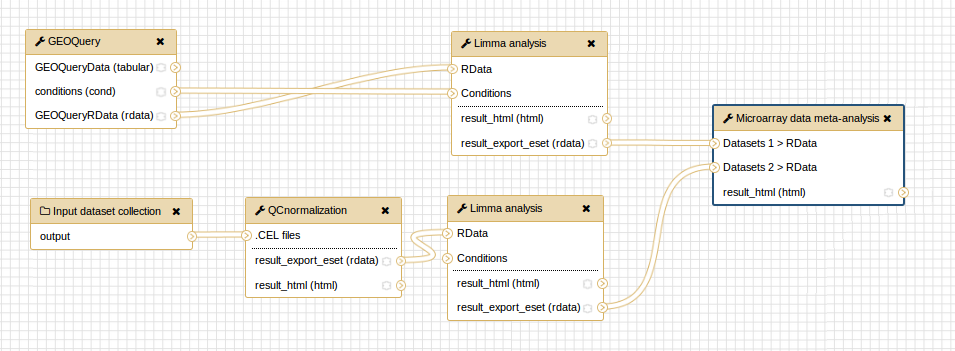 GEOQuery
GEOQueryData (tabular)
conditions (cond)
GEOQueryRData (rdata)
Limma analysis
RData
Conditions
result_html (html)
result_export_eset (rdata)
Microarray data meta-analysis
Datasets 1 > RData
Datasets 2 > RData
result_html (html)
Input dataset collection
output
QCnormalization
.CEL files
result_export_eset (rdata)
result_html (html)
Limma analysis
RData
Conditions
result_html (html)
result_export_eset (rdata)